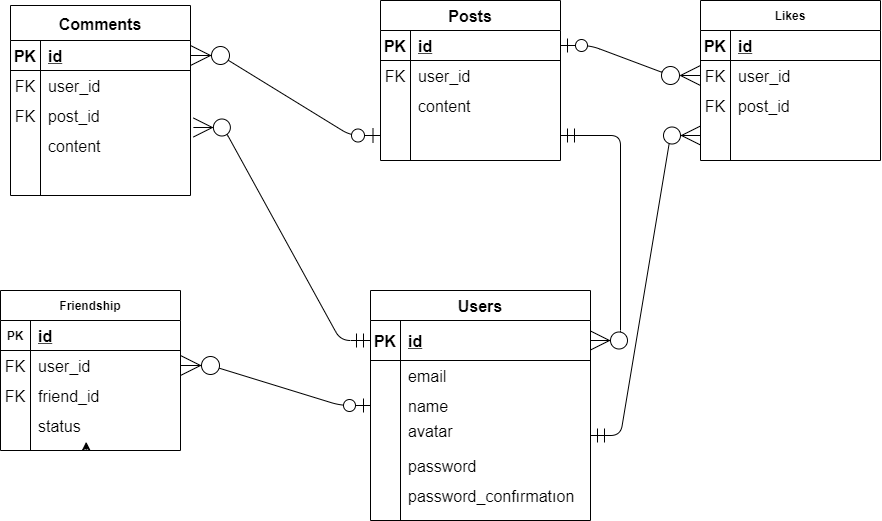 Comments
PK id
FK user_id
FK post_id
content
Posts
PK id
FK user_id
content
Likes
PK id
FK user_id
FK post_id
Friendship
PK id
FK user_id
FK friend_id
status
Users
PK id
email
name
avatar
password
password_confirmation